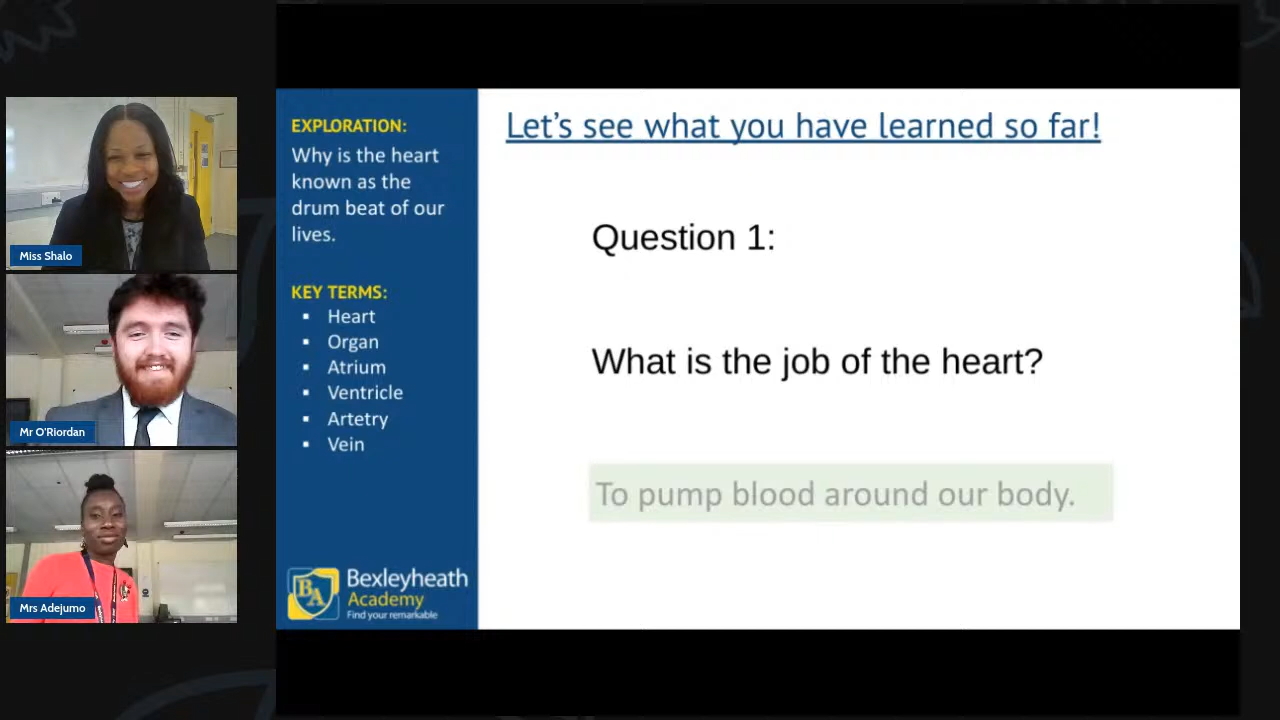 Miss Shalo
Mr O'Riordan
Mrs Adejumo
EXPLORATION:
Why is the heart
known as the
drum beat of our
lives.
KEY TERMS:
▪ Heart
▪ Organ
▪ Atrium
▪ Ventricle
▪ Artetry
▪ Vein
BA
Bexleyheath
Academy
Find your remarkable
Let's see what you have learned so far!
Question 1:
What is the job of the heart?
To pump blood around our body.